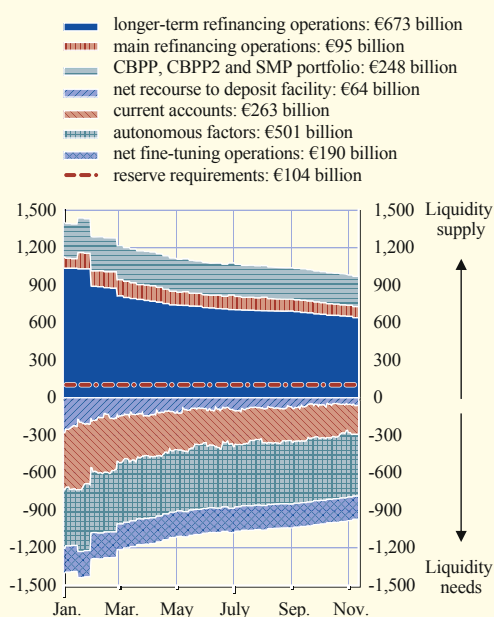 longer-term refinancing operations: €673 billion
main refinancing operations: €95 billion
CBPP, CBPP2 and SMP portfolio: €248 billion
net recourse to deposit facility: €64 billion
current accounts: €263 billion
autonomous factors: €501 billion
net fine-tuning operations: €190 billion
reserve requirements: €104 billion
1,500 1,500 Liquidity
supply
1,200 1,200
900 900
600 600
300 300
0 0
-300 -300
-600 -600
-900 -900
-1,200 -1,200
Liquidity
needs
-1,500 -1,500
Jan. Mar. May July Sep. Nov.